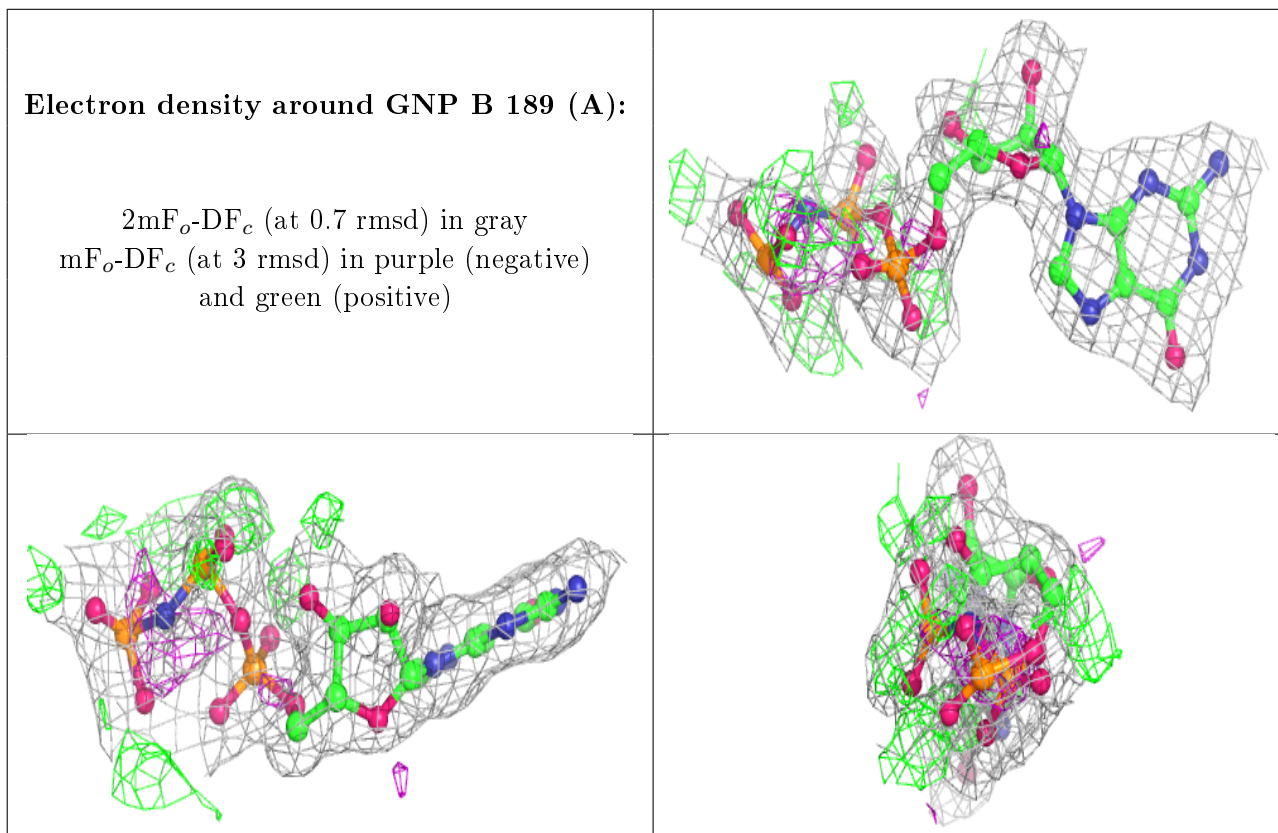 Electron density around GNP B 189 (A):
2mFₒ-DF𝒸 (at 0.7 rmsd) in gray
mFₒ-DF𝒸 (at 3 rmsd) in purple (negative)
and green (positive)